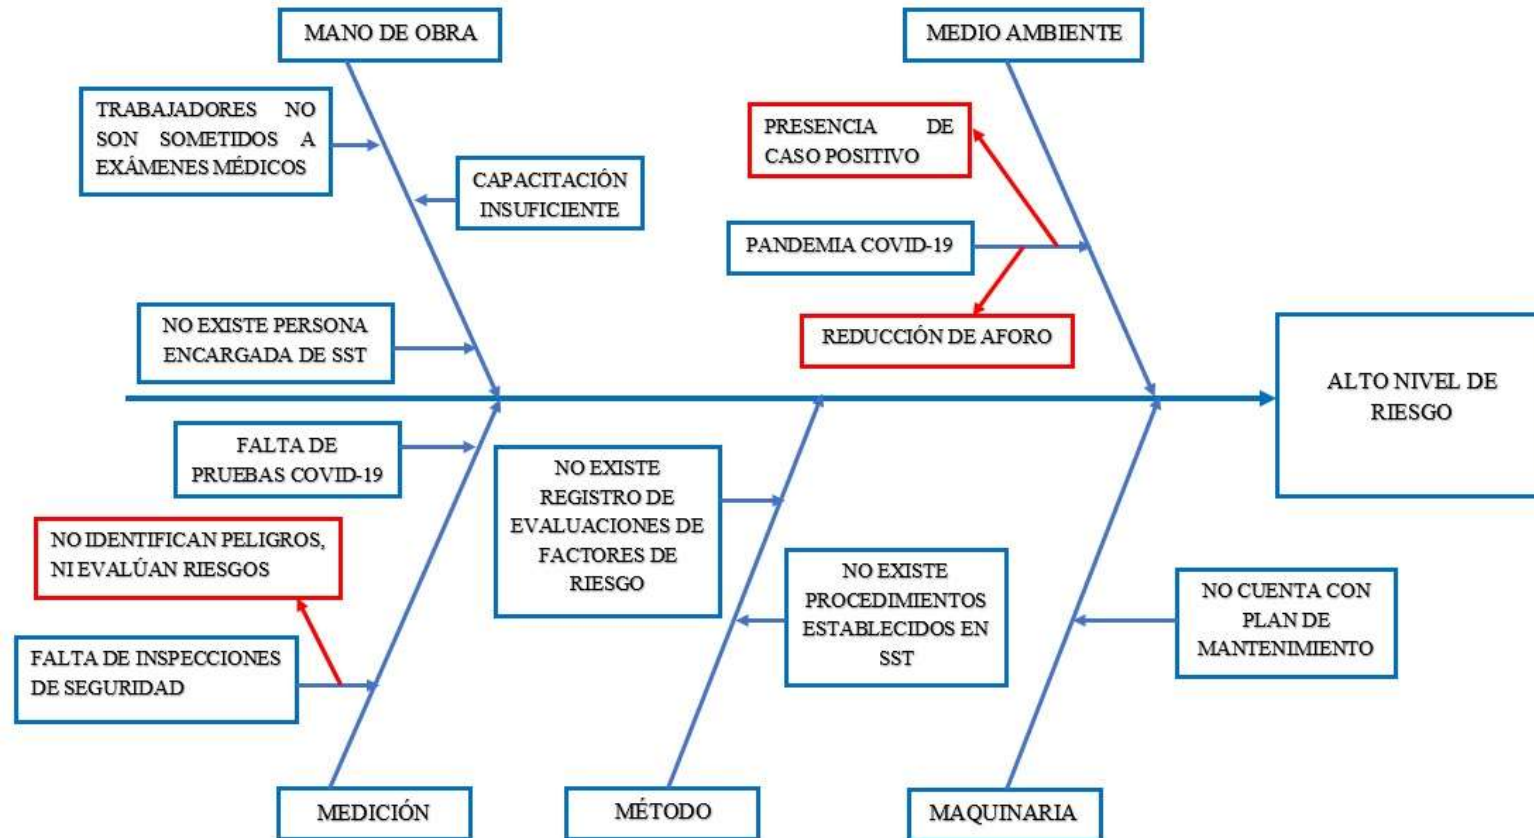 MANO DE OBRA
MEDIO AMBIENTE
TRABAJADORES NO
SON SOMETIDOS A
EXÁMENES MÉDICOS
CAPACITACIÓN
INSUFICIENTE
PRESENCIA DE
CASO POSITIVO
PANDEMIA COVID-19
NO EXISTE PERSONA
ENCARGADA DE SST
REDUCCIÓN DE AFORO
ALTO NIVEL DE
RIESGO
FALTA DE
PRUEBAS COVID-19
NO EXISTE
REGISTRO DE
EVALUACIONES DE
FACTORES DE
RIESGO
NO IDENTIFICAN PELIGROS,
NI EVALÚAN RIESGOS
NO EXISTE
PROCEDIMIENTOS
ESTABLECIDOS EN
SST
NO CUENTA CON
PLAN DE
MANTENIMIENTO
FALTA DE INSPECCIONES
DE SEGURIDAD
MEDICIÓN
MÉTODO
MAQUINARIA